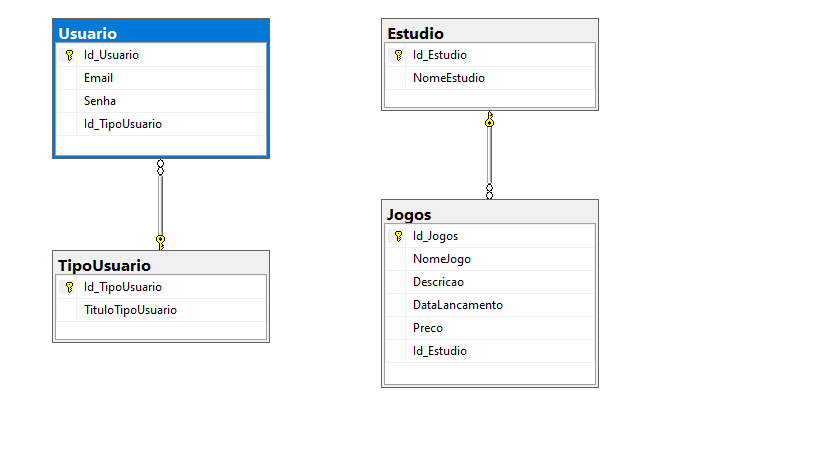 Usuario
Id_Usuario
Email
Senha
Id_TipoUsuario
TipoUsuario
Id_TipoUsuario
TituloTipoUsuario
Estudio
Id_Estudio
NomeEstudio
Jogos
Id_Jogos
NomeJogo
Descricao
DataLancamento
Preco
Id_Estudio